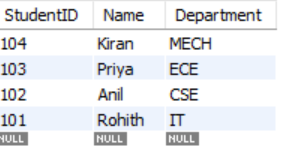 StudentID Name Department
104 Kiran MECH
103 Priya ECE
102 Anil CSE
101 Rohith IT
NULL NULL NULL